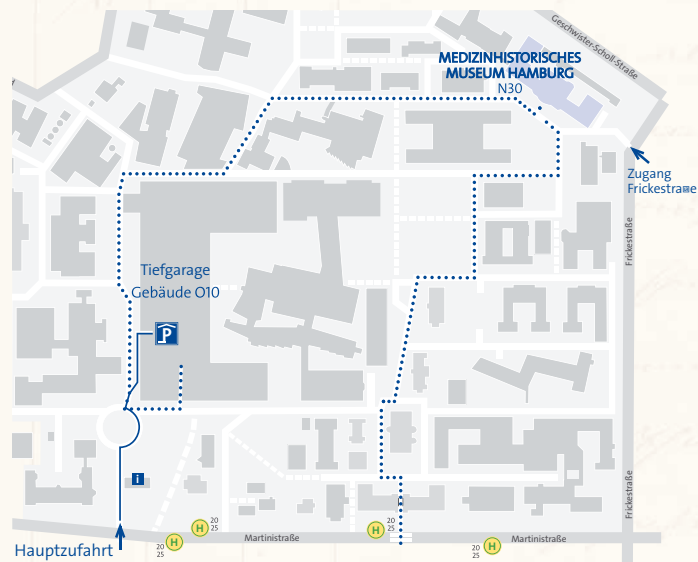 Geschwister-Scholl-Straße
MEDIZINHISTORISCHES
MUSEUM HAMBURG
N30
Zugang
Frickestraße
Frickestraße
Tiefgarage
Gebäude O10
P
i
Frickestraße
H
20
25
H
20
25
Martinistraße
H
20
25
H
20
25
Martinistraße
Hauptzufahrt